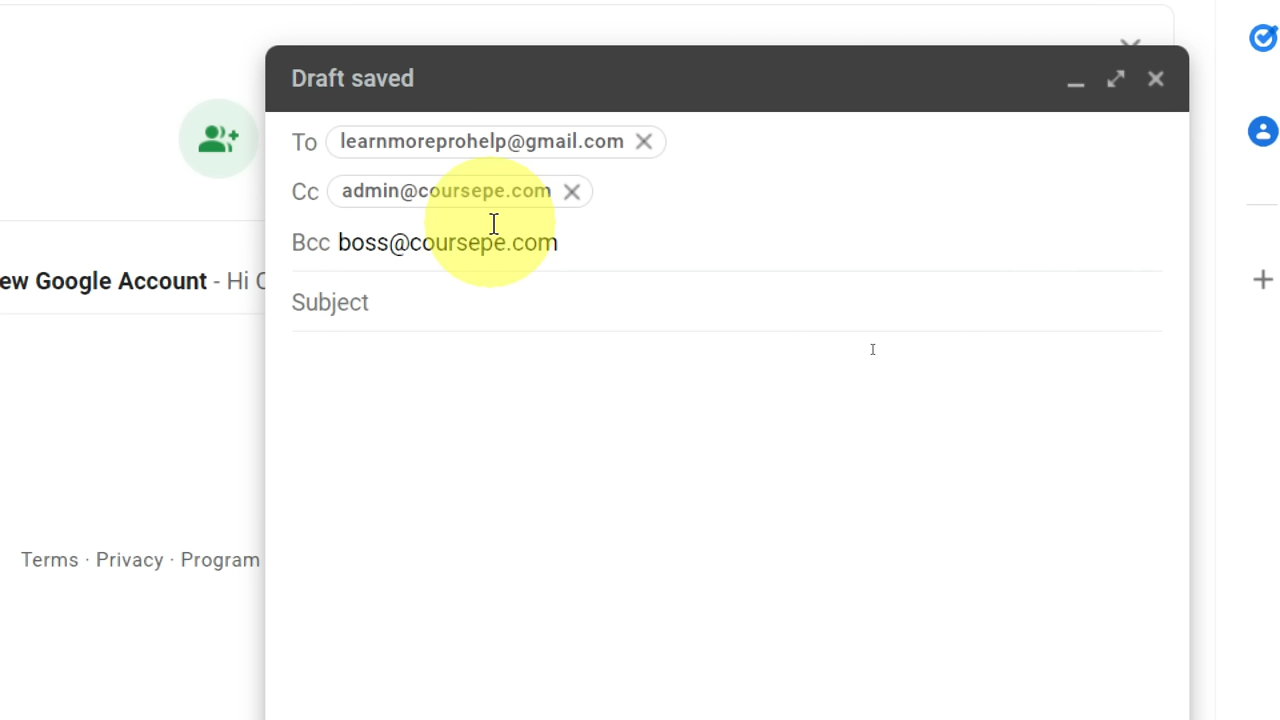 Draft saved
To learnmoreprohelp@gmail.com
Cc admin@coursepe.com
Bcc boss@coursepe.com
ew Google Account - Hi C
Subject
Terms · Privacy · Program